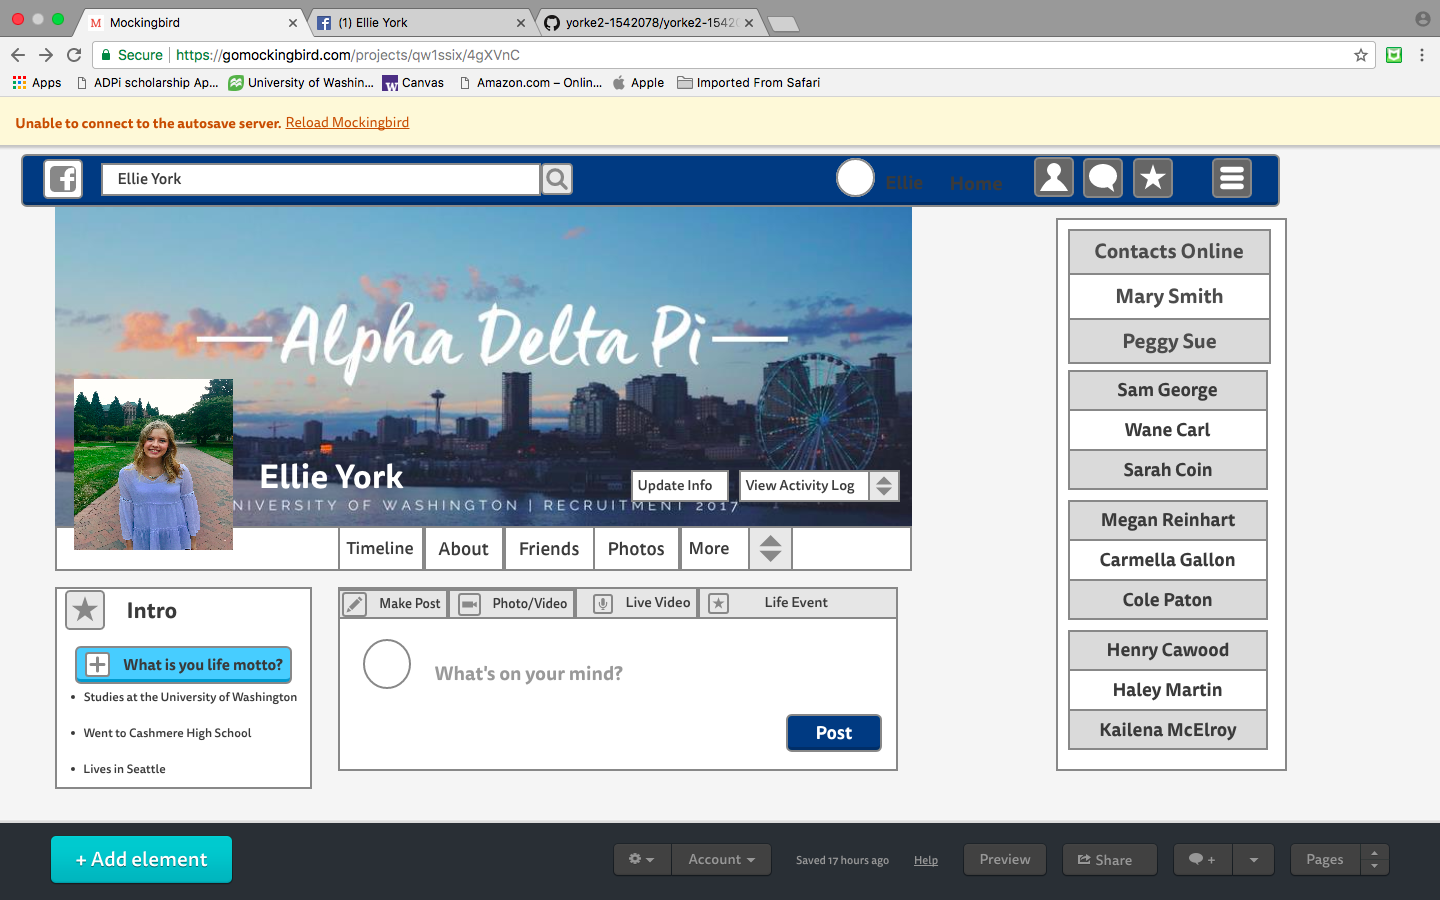 Mockingbird
(1) Ellie York
yorke2-1542078/yorke2-1542
Secure https://gomockingbird.com/projects/qw1ssix/4gXVnC
Apps ADPi scholarship Ap... University of Washin... Canvas Amazon.com – Onlin... Apple Imported From Safari
Unable to connect to the autosave server. Reload Mockingbird
Ellie York
Ellie Home
Alpha Delta Pi
Ellie York
Update Info View Activity Log
NIVERSITY OF WASHINGTON | RECRUITMENT 2017
Timeline About Friends Photos More
Intro
What is you life motto?
• Studies at the University of Washington
• Went to Cashmere High School
• Lives in Seattle
Make Post Photo/Video Live Video Life Event
What's on your mind?
Post
Contacts Online
Mary Smith
Peggy Sue
Sam George
Wane Carl
Sarah Coin
Megan Reinhart
Carmella Gallon
Cole Paton
Henry Cawood
Haley Martin
Kailena McElroy
+ Add element
Account Saved 17 hours ago Help Preview Share + Pages